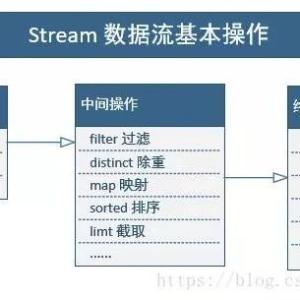 Stream 数据流基本操作
中间操作
filter 过滤
distinct 除重
map 映射
sorted 排序
limt 截取
......
https://blog.cs